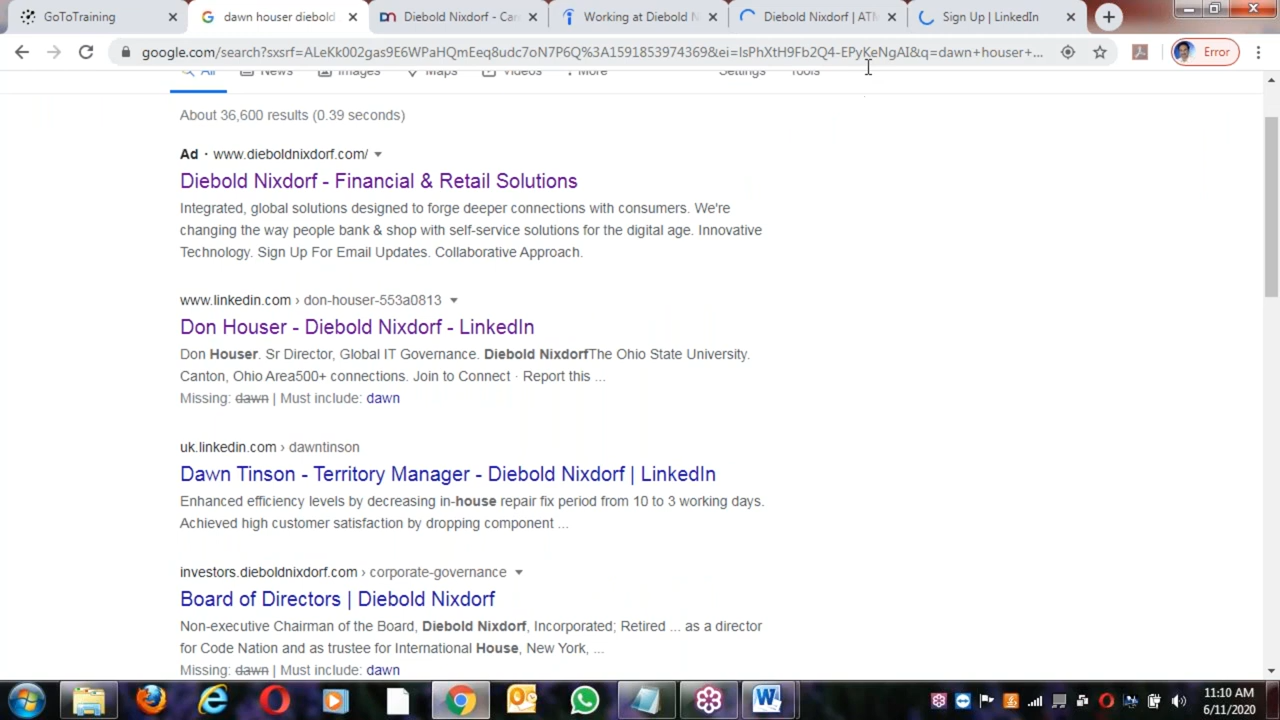 GoToTraining
dawn houser diebold
Diebold Nixdorf - Ca
Working at Diebold N
Diebold Nixdorf | ATM
Sign Up | LinkedIn
google.com/search?sxsrf=ALeKk002gas9E6WPaHQmEeq8udc7oN7P6Q%3A1591853974369&ei=IsPhXtH9Fb2Q4-EPyKeNgAI&q=dawn+houser+...
Error
All News Images Maps Videos More Settings Tools
About 36,600 results (0.39 seconds)
Ad · www.dieboldnixdorf.com/
Diebold Nixdorf - Financial & Retail Solutions
Integrated, global solutions designed to forge deeper connections with consumers. We're
changing the way people bank & shop with self-service solutions for the digital age. Innovative
Technology. Sign Up For Email Updates. Collaborative Approach.
www.linkedin.com › don-houser-553a0813
Don Houser - Diebold Nixdorf - LinkedIn
Don Houser. Sr Director, Global IT Governance. Diebold NixdorfThe Ohio State University.
Canton, Ohio Area500+ connections. Join to Connect · Report this ...
Missing: dawn | Must include: dawn
uk.linkedin.com › dawntinson
Dawn Tinson - Territory Manager - Diebold Nixdorf | LinkedIn
Enhanced efficiency levels by decreasing in-house repair fix period from 10 to 3 working days.
Achieved high customer satisfaction by dropping component ...
investors.dieboldnixdorf.com › corporate-governance
Board of Directors | Diebold Nixdorf
Non-executive Chairman of the Board, Diebold Nixdorf, Incorporated; Retired ... as a director
for Code Nation and as trustee for International House, New York, ...
Missing: dawn | Must include: dawn
11:10 AM
6/11/2020